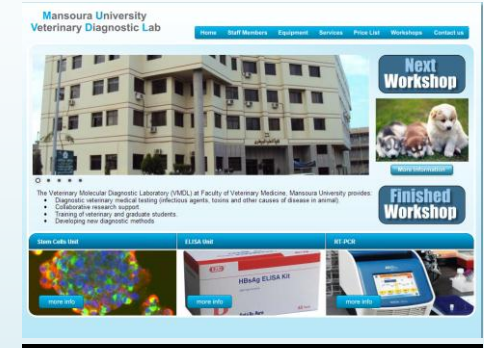 Mansoura University
Veterinary Diagnostic Lab
Home Staff Members Equipment Services Price List Workshops Contact us
Next
Workshop
More Information
The Veterinary Molecular Diagnostic Laboratory (VMDL) at Faculty of Veterinary Medicine, Mansoura University provides:
• Diagnostic veterinary medical testing (infectious agents, toxins and other causes of disease in animal).
• Collaborative research support.
• Training of veterinary and graduate students.
• Developing new diagnostic methods
Finished
Workshop
Stem Cells Unit
ELISA Unit
RT-PCR
HBsAg ELISA Kit
more info
more info
more info